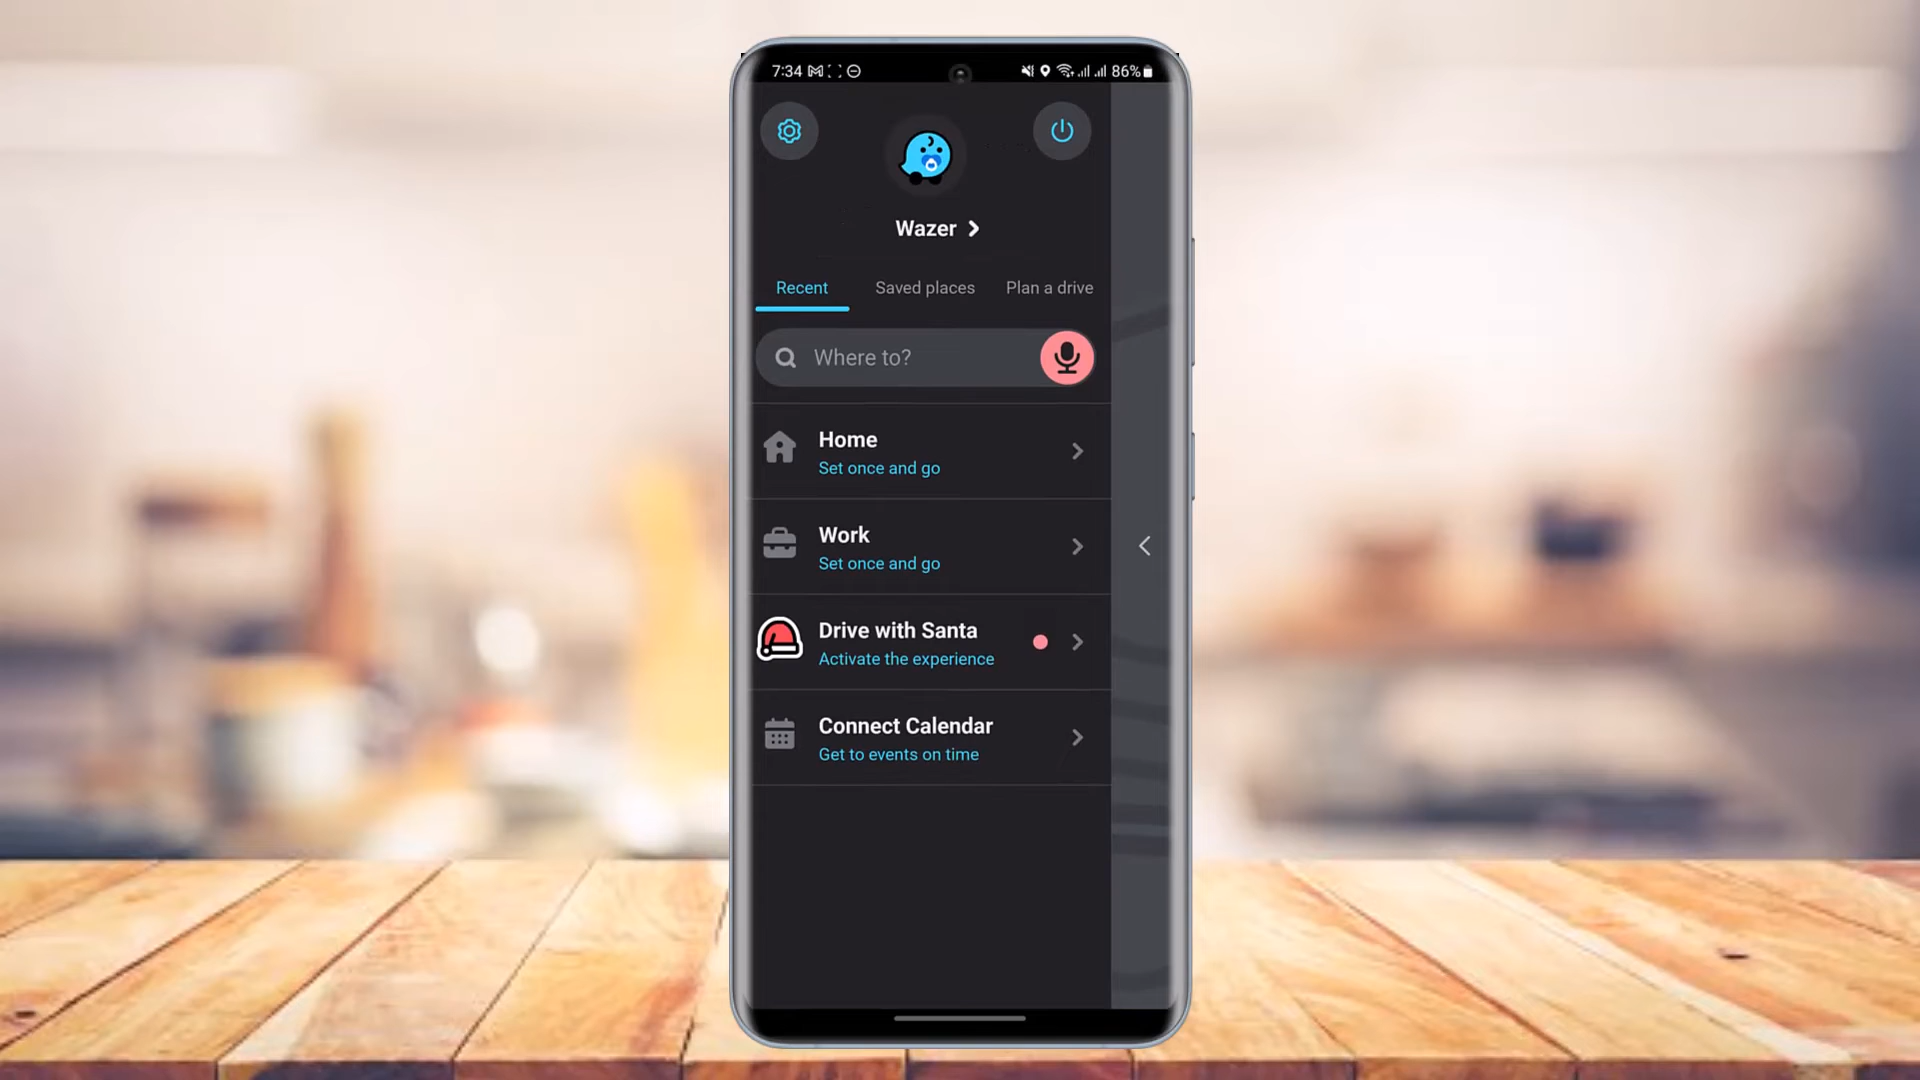 7:34 86%
Wazer
Recent Saved places Plan a drive
Where to?
Home
Set once and go
Work
Set once and go
Drive with Santa
Activate the experience
Connect Calendar
Get to events on time